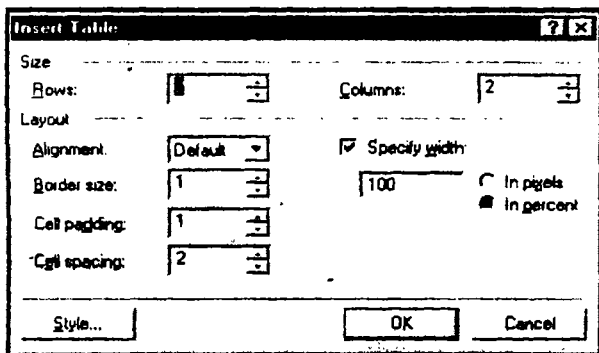 Insert Table
Size
Rows: Columns: 2
Layout
Alignment: Default Specify width:
Border size: 1 100 In pixels
In percent
Cell padding: 1
Cell spacing: 2
Style... OK Cancel